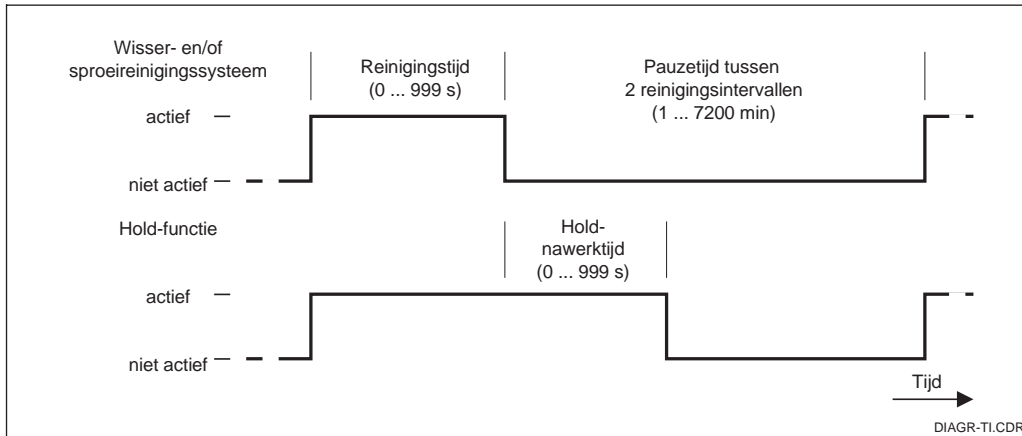 Wisser- en/of
sproeireinigingssysteem
Reinigingstijd
(0 ... 999 s)
Pauzetijd tussen
2 reinigingsintervallen
(1 ... 7200 min)
actief
niet actief
Hold-functie
Hold-
nawerktijd
(0 ... 999 s)
actief
niet actief
Tijd
DIAGR-TI.CDR